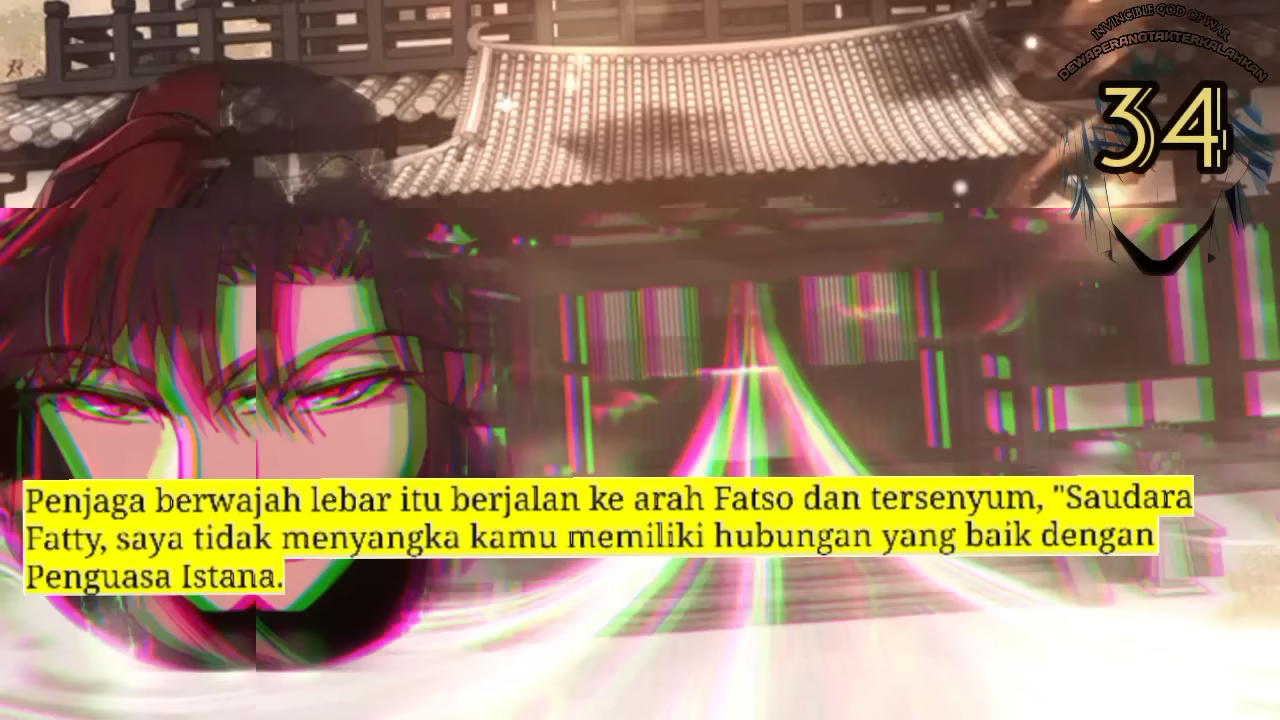 INVINCIBLE GOD OF WAR
DEWAPERANGTAKTERKALAHKAN
34
Penjaga berwajah lebar itu berjalan ke arah Fatso dan tersenyum, "Saudara
Fatty, saya tidak menyangka kamu memiliki hubungan yang baik dengan
Penguasa Istana.